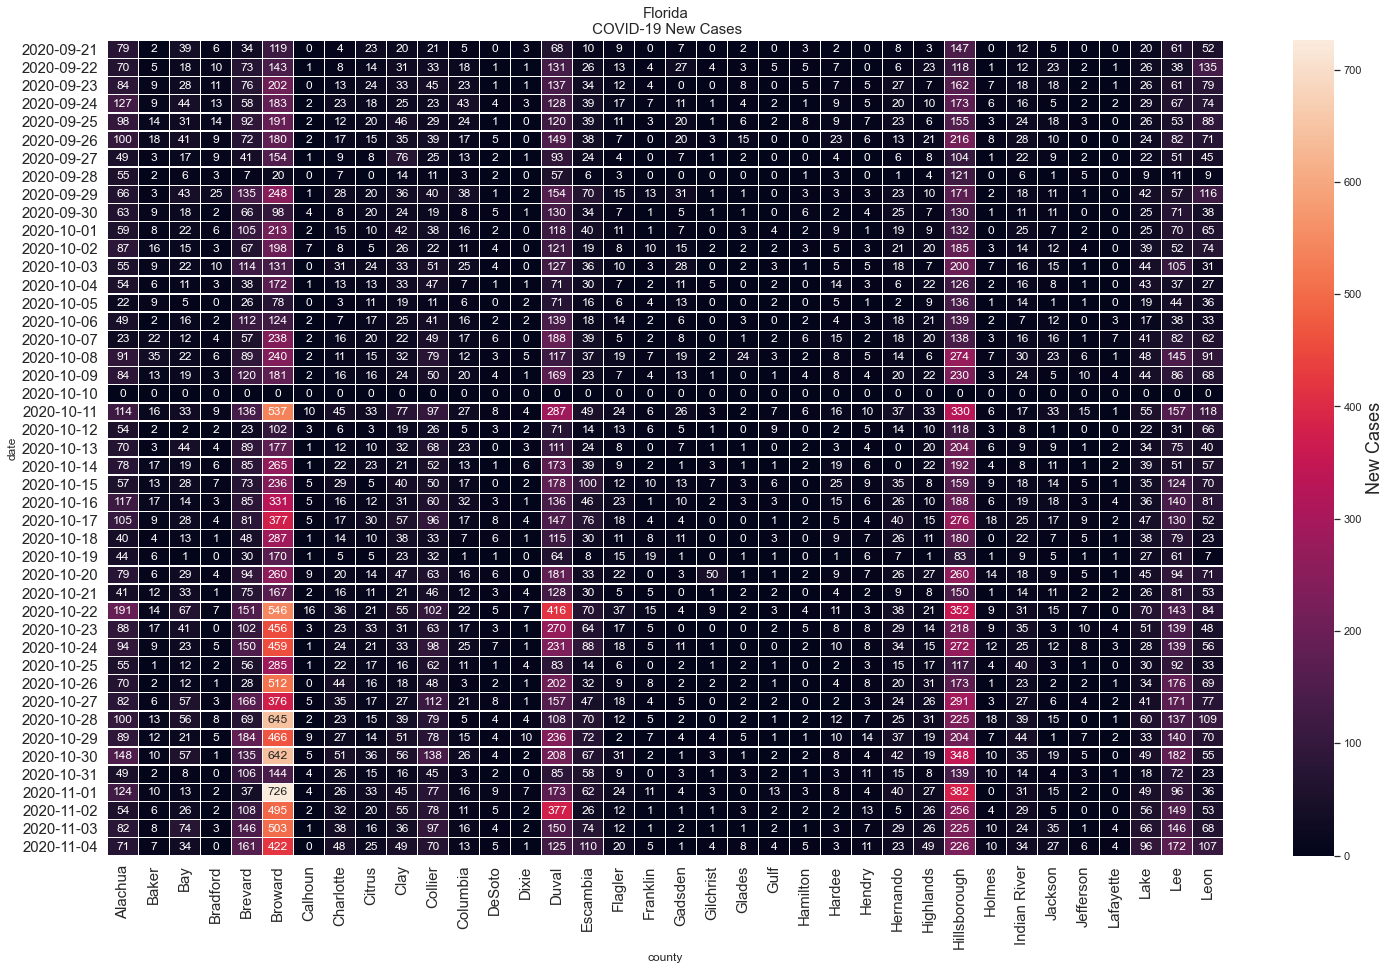 Florida
COVID-19 New Cases
2020-09-21 79 2 39 6 34 119 0 4 23 20 21 5 0 3 68 10 9 0 7 0 2 0 3 2 0 8 3 147 0 12 5 0 0 20 61 52
2020-09-22 70 5 18 10 73 143 1 8 14 31 33 18 1 1 131 26 13 4 27 4 3 5 5 7 0 6 23 118 1 12 23 2 1 26 38 135
2020-09-23 84 9 28 11 76 202 0 13 24 33 45 23 1 1 137 34 12 4 0 0 8 0 5 7 5 27 7 162 7 18 18 2 1 26 61 79
2020-09-24 127 9 44 13 58 183 2 23 18 25 23 43 4 3 128 39 17 7 11 1 4 2 1 9 5 20 10 173 6 16 5 2 2 29 67 74
2020-09-25 98 14 31 14 92 191 2 12 20 46 29 24 1 0 120 39 11 3 20 1 6 2 8 9 7 23 6 155 3 24 18 3 0 26 53 88
2020-09-26 100 18 41 9 72 180 2 17 15 35 39 17 5 0 149 38 7 0 20 3 15 0 0 23 6 13 21 216 8 28 10 0 0 24 82 71
2020-09-27 49 3 17 9 41 154 1 9 8 76 25 13 2 1 93 24 4 0 7 1 2 0 0 4 0 6 8 104 1 22 9 2 0 22 51 45
2020-09-28 55 2 6 3 7 20 0 7 0 14 11 3 2 0 57 6 3 0 0 0 0 0 1 3 0 1 4 121 0 6 1 5 0 9 11 9
2020-09-29 66 3 43 25 135 248 1 28 20 36 40 38 1 2 154 70 15 13 31 1 1 0 3 3 3 23 10 171 2 18 11 1 0 42 57 116
2020-09-30 63 9 18 2 66 98 4 8 20 24 19 8 5 1 130 34 7 1 5 1 1 0 6 2 4 25 7 130 1 11 11 0 0 25 71 38
2020-10-01 59 8 22 6 105 213 2 15 10 42 38 16 2 0 118 40 11 1 7 0 3 4 2 9 1 19 9 132 0 25 7 2 0 25 70 65
2020-10-02 87 16 15 3 67 198 7 8 5 26 22 11 4 0 121 19 8 10 15 2 2 2 3 5 3 21 20 185 3 14 12 4 0 39 52 74
2020-10-03 55 9 22 10 114 131 0 31 24 33 51 25 4 0 127 36 10 3 28 0 2 3 1 5 5 18 7 200 7 16 15 1 0 44 105 31
2020-10-04 54 6 11 3 38 172 1 13 13 33 47 7 1 1 71 30 7 2 11 5 0 2 0 14 3 6 22 126 2 16 8 1 0 43 37 27
2020-10-05 22 9 5 0 26 78 0 3 11 19 11 6 0 2 71 16 6 4 13 0 0 2 0 5 1 2 9 136 1 14 1 1 0 19 44 36
2020-10-06 49 2 16 2 112 124 2 7 17 25 41 16 2 2 139 18 14 2 6 0 3 0 2 4 3 18 21 139 2 7 12 0 3 17 38 33
2020-10-07 23 22 12 4 57 238 2 16 20 22 49 17 6 0 188 39 5 2 8 0 1 2 6 15 2 18 20 138 3 16 16 1 7 41 82 62
2020-10-08 91 35 22 6 89 240 2 11 15 32 79 12 3 5 117 37 19 7 19 2 24 3 2 8 5 14 6 274 7 30 23 6 1 48 145 91
2020-10-09 84 13 19 3 120 181 2 16 16 24 50 20 4 1 169 23 7 4 13 1 0 1 4 8 4 20 22 230 3 24 5 10 4 44 86 68
2020-10-10 0 0 0 0 0 0 0 0 0 0 0 0 0 0 0 0 0 0 0 0 0 0 0 0 0 0 0 0 0 0 0 0 0 0 0 0
2020-10-11 114 16 33 9 136 537 10 45 33 77 97 27 8 4 287 49 24 6 26 3 2 7 6 16 10 37 33 330 6 17 33 15 1 55 157 118
2020-10-12 54 2 2 2 23 102 3 6 3 19 26 5 3 2 71 14 13 6 5 1 0 9 0 2 5 14 10 118 3 8 1 0 0 22 31 66
2020-10-13 70 3 44 4 89 177 1 12 10 32 68 23 0 3 111 24 8 0 7 1 1 0 2 3 4 0 20 204 6 9 9 1 2 34 75 40
2020-10-14 78 17 19 6 85 265 1 22 23 21 52 13 1 6 173 39 9 2 1 3 1 1 2 19 6 0 22 192 4 8 11 1 2 39 51 57
2020-10-15 57 13 28 7 73 236 5 29 5 40 50 17 0 2 178 100 12 10 13 7 3 6 0 25 9 35 8 159 9 18 14 5 1 35 124 70
2020-10-16 117 17 14 3 85 331 5 16 12 31 60 32 3 1 136 46 23 1 10 2 3 3 0 15 6 26 10 188 6 19 18 3 4 36 140 81
2020-10-17 105 9 28 4 81 377 5 17 30 57 96 17 8 4 147 76 18 4 4 0 0 1 2 5 4 40 15 276 18 25 17 9 2 47 130 52
2020-10-18 40 4 13 1 48 287 1 14 10 38 33 7 6 1 115 30 11 8 11 0 0 3 0 9 7 26 11 180 0 22 7 5 1 38 79 23
2020-10-19 44 6 1 0 30 170 1 5 5 23 32 1 1 0 64 8 15 19 1 0 1 1 0 1 6 7 1 83 1 9 5 1 1 27 61 7
2020-10-20 79 6 29 4 94 260 9 20 14 47 63 16 6 0 181 33 22 0 3 50 1 1 2 9 7 26 27 260 14 18 9 5 1 45 94 71
2020-10-21 41 12 33 1 75 167 2 16 11 21 46 12 3 4 128 30 5 5 0 1 2 2 0 4 2 9 8 150 1 14 11 2 2 26 81 53
2020-10-22 191 14 67 7 151 546 16 36 21 55 102 22 5 7 416 70 37 15 4 9 2 3 4 11 3 38 21 352 9 31 15 7 0 70 143 84
2020-10-23 88 17 41 0 102 456 3 23 33 31 63 17 3 1 270 64 17 5 0 0 0 2 7 8 8 29 14 218 9 35 3 10 4 51 139 48
2020-10-24 94 9 23 5 150 459 1 24 21 33 98 25 7 1 231 88 18 5 11 1 0 0 2 10 8 34 15 272 12 25 12 8 3 28 139 56
2020-10-25 55 1 12 2 56 285 1 22 17 16 62 11 1 4 83 14 6 0 2 1 2 1 0 2 3 15 17 117 4 40 3 1 0 30 92 33
2020-10-26 70 2 12 1 28 512 0 44 16 18 48 3 2 1 202 32 9 8 2 2 2 1 0 4 8 20 31 173 1 23 2 2 1 34 176 69
2020-10-27 82 6 57 3 166 376 5 35 17 27 112 21 8 1 157 47 18 4 5 0 2 2 0 2 3 24 26 291 3 27 6 4 2 41 171 77
2020-10-28 100 13 56 8 69 645 2 23 15 39 79 5 4 4 108 70 12 5 2 0 2 1 2 12 7 25 31 225 18 39 15 0 1 60 137 109
2020-10-29 89 12 21 5 184 466 9 27 14 51 78 15 4 10 236 72 2 7 4 4 5 5 1 10 14 37 19 204 7 44 1 7 2 33 140 70
2020-10-30 148 10 57 1 135 642 5 51 36 56 138 26 4 2 208 67 31 2 1 3 1 3 2 8 4 42 19 348 10 35 19 5 0 49 182 55
2020-10-31 49 2 8 0 106 144 4 26 15 16 45 3 2 0 85 58 9 0 3 1 3 2 1 3 11 15 8 139 10 14 4 3 1 18 72 23
2020-11-01 124 10 13 2 37 726 4 26 33 45 77 16 9 7 173 62 24 11 4 3 0 13 3 8 4 40 27 382 0 31 15 2 0 49 96 36
2020-11-02 54 6 26 2 108 495 2 32 20 55 78 11 5 2 377 26 12 1 1 1 3 2 2 2 13 5 26 256 4 29 5 0 0 56 149 53
2020-11-03 82 8 74 3 146 503 1 38 16 36 97 16 4 2 150 74 12 1 2 1 1 2 1 3 7 29 26 225 10 24 35 1 4 66 146 68
2020-11-04 71 7 34 0 161 422 0 48 25 49 70 13 5 1 125 110 20 5 1 4 8 4 5 3 11 23 49 226 10 34 27 6 4 96 172 107
date
Alachua Baker Bay Bradford Brevard Broward Calhoun Charlotte Citrus Clay Collier Columbia DeSoto Dixie Duval Escambia Flagler Franklin Gadsden Gilchrist Glades Gulf Hamilton Hardee Hendry Hernando Highlands Hillsborough Holmes Indian River Jackson Jefferson Lafayette Lake Lee Leon
county
700
600
500
400
300
200
100
0
New Cases